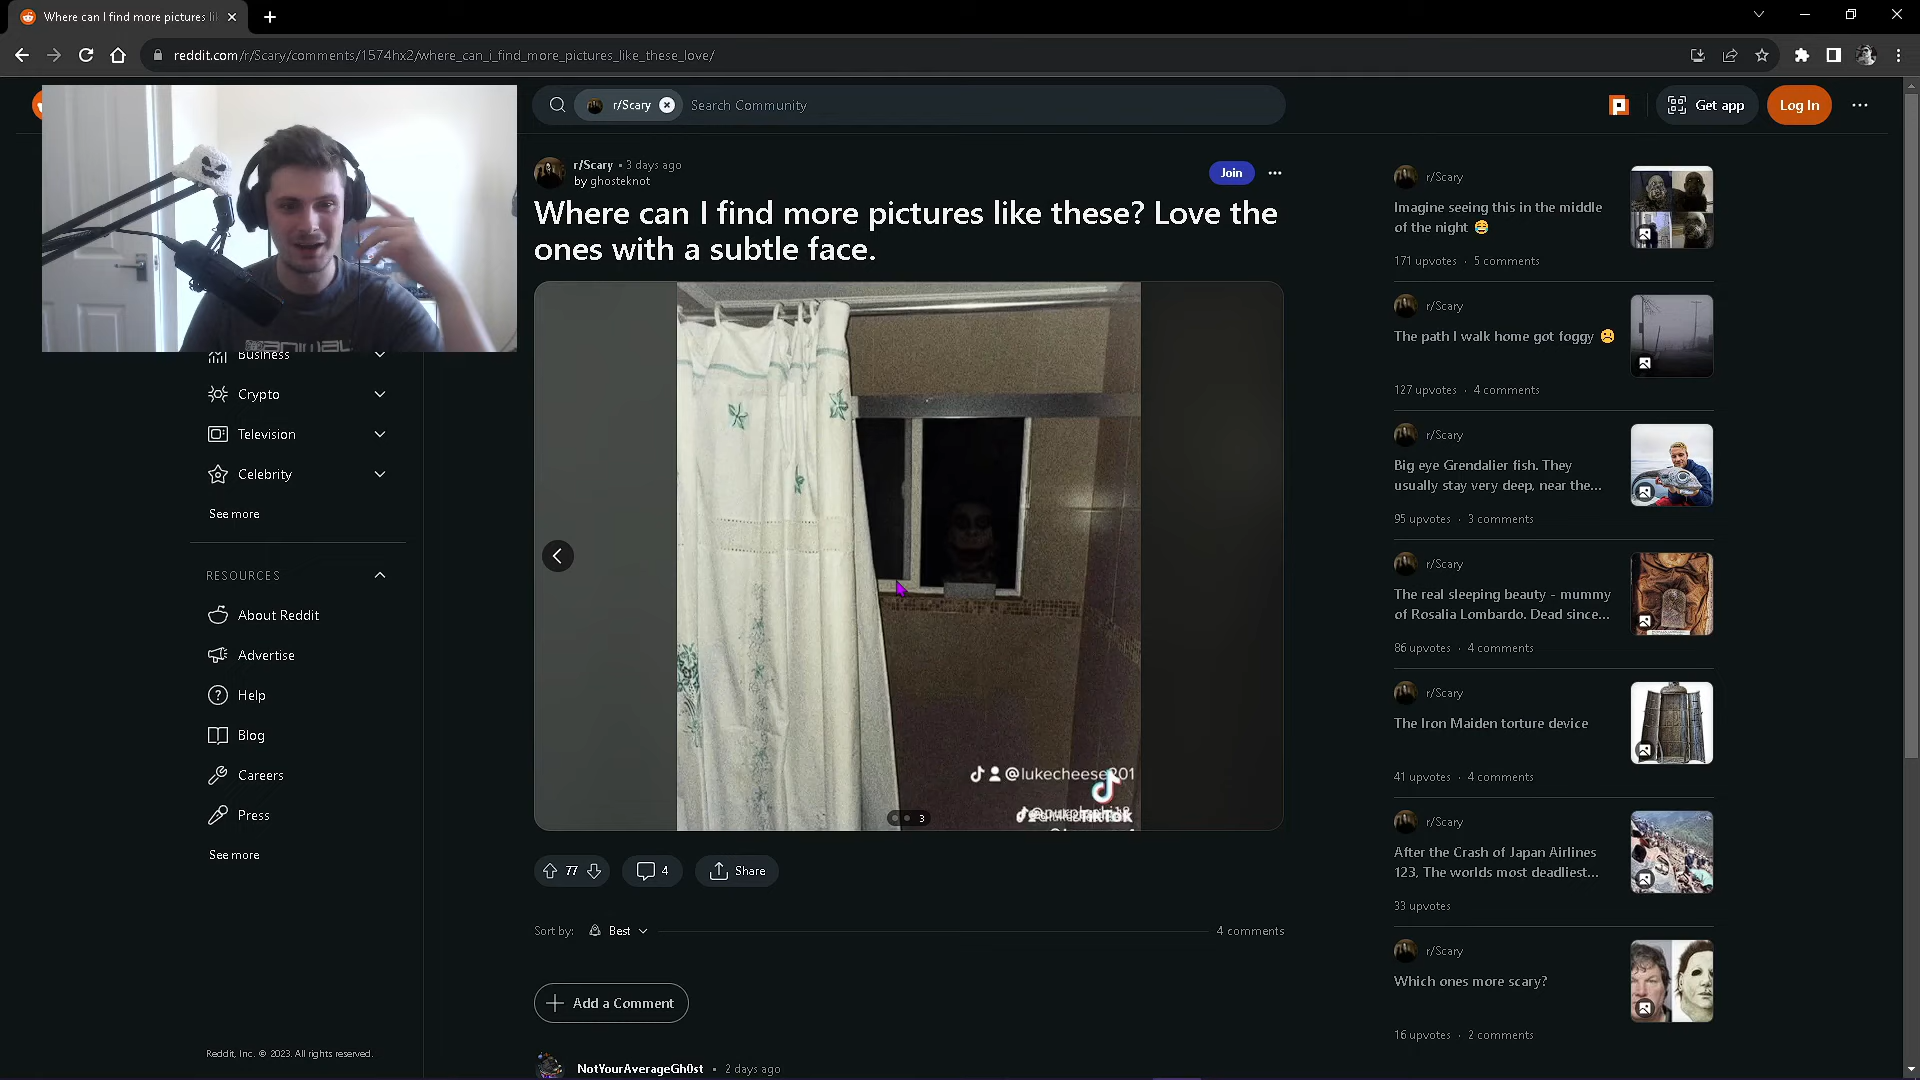 Where can I find more pictures li
reddit.com/r/Scary/comments/1574hx2/where_can_i_find_more_pictures_like_these_love/
r/Scary
Search Community
Get app
Log In
Business
Crypto
Television
Celebrity
See more
RESOURCES
About Reddit
Advertise
Help
Blog
Careers
Press
See more
Reddit, Inc. © 2023. All rights reserved.
r/Scary • 3 days ago
by ghosteknot
Join
Where can I find more pictures like these? Love the
ones with a subtle face.
@lukecheese201
TikTok
3
77
4
Share
Sort by:
Best
4 comments
Add a Comment
NotYourAverageGh0st • 2 days ago
r/Scary
Imagine seeing this in the middle
of the night 😂
171 upvotes · 5 comments
r/Scary
The path I walk home got foggy 🙁
127 upvotes · 4 comments
r/Scary
Big eye Grendalier fish. They
usually stay very deep, near the...
95 upvotes · 3 comments
r/Scary
The real sleeping beauty - mummy
of Rosalia Lombardo. Dead since...
86 upvotes · 4 comments
r/Scary
The Iron Maiden torture device
41 upvotes · 4 comments
r/Scary
After the Crash of Japan Airlines
123, The worlds most deadliest...
33 upvotes
r/Scary
Which ones more scary?
16 upvotes · 2 comments